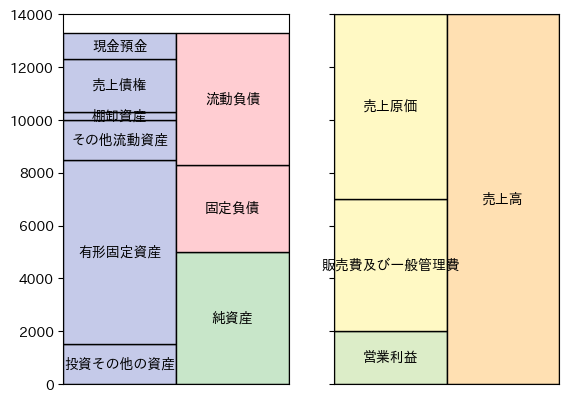 14000
12000
10000
8000
6000
4000
2000
0
現金預金
売上債権
棚卸資産
その他流動資産
有形固定資産
投資その他の資産
流動負債
固定負債
純資産
売上原価
販売費及び一般管理費
営業利益
売上高